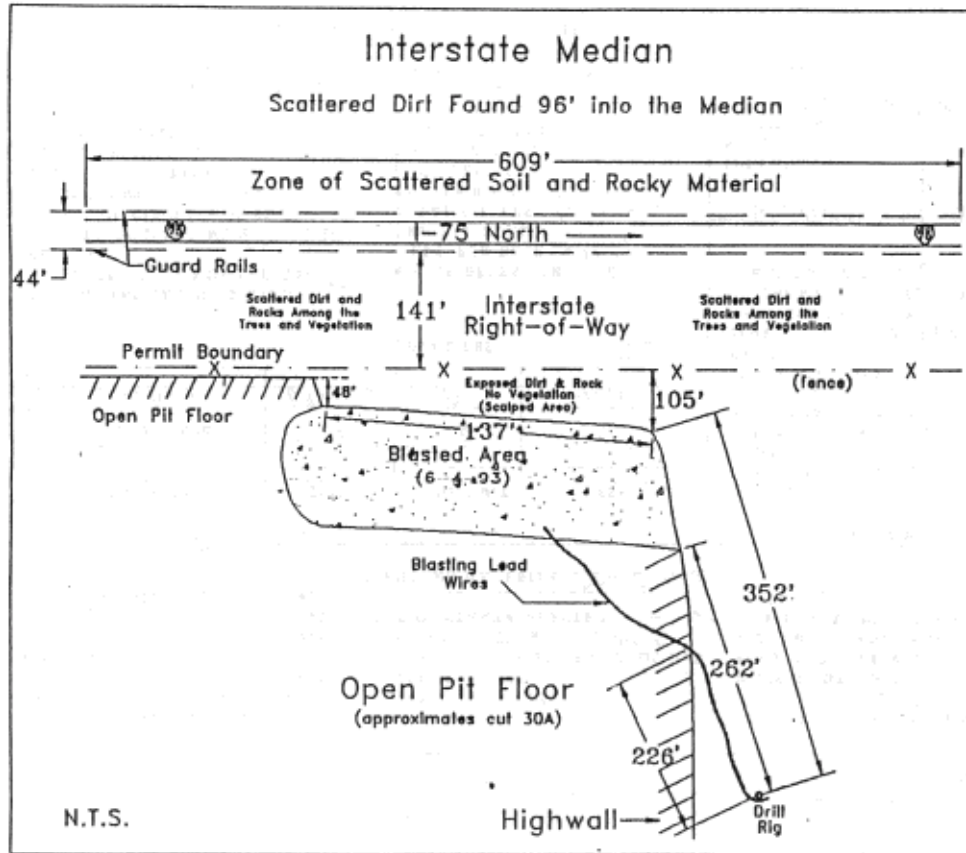 Interstate Median
Scattered Dirt Found 96' into the Median
609'
Zone of Scattered Soil and Rocky Material
I-75 North
44'
Guard Rails
Scattered Dirt and
Rocks Among the
Trees and Vegetation
141'
Interstate
Right-of-Way
Scattered Dirt and
Rocks Among the
Trees and Vegetation
Permit Boundary
X
X
X
X
(fence)
Open Pit Floor
48'
Exposed Dirt & Rock
No Vegetation
(Scalped Area)
105'
137'
Blasted Area
Blasting Lead
Wires
352'
262'
Open Pit Floor
(approximates cut 30A)
226'
N.T.S.
Highwall
Drill
Rig